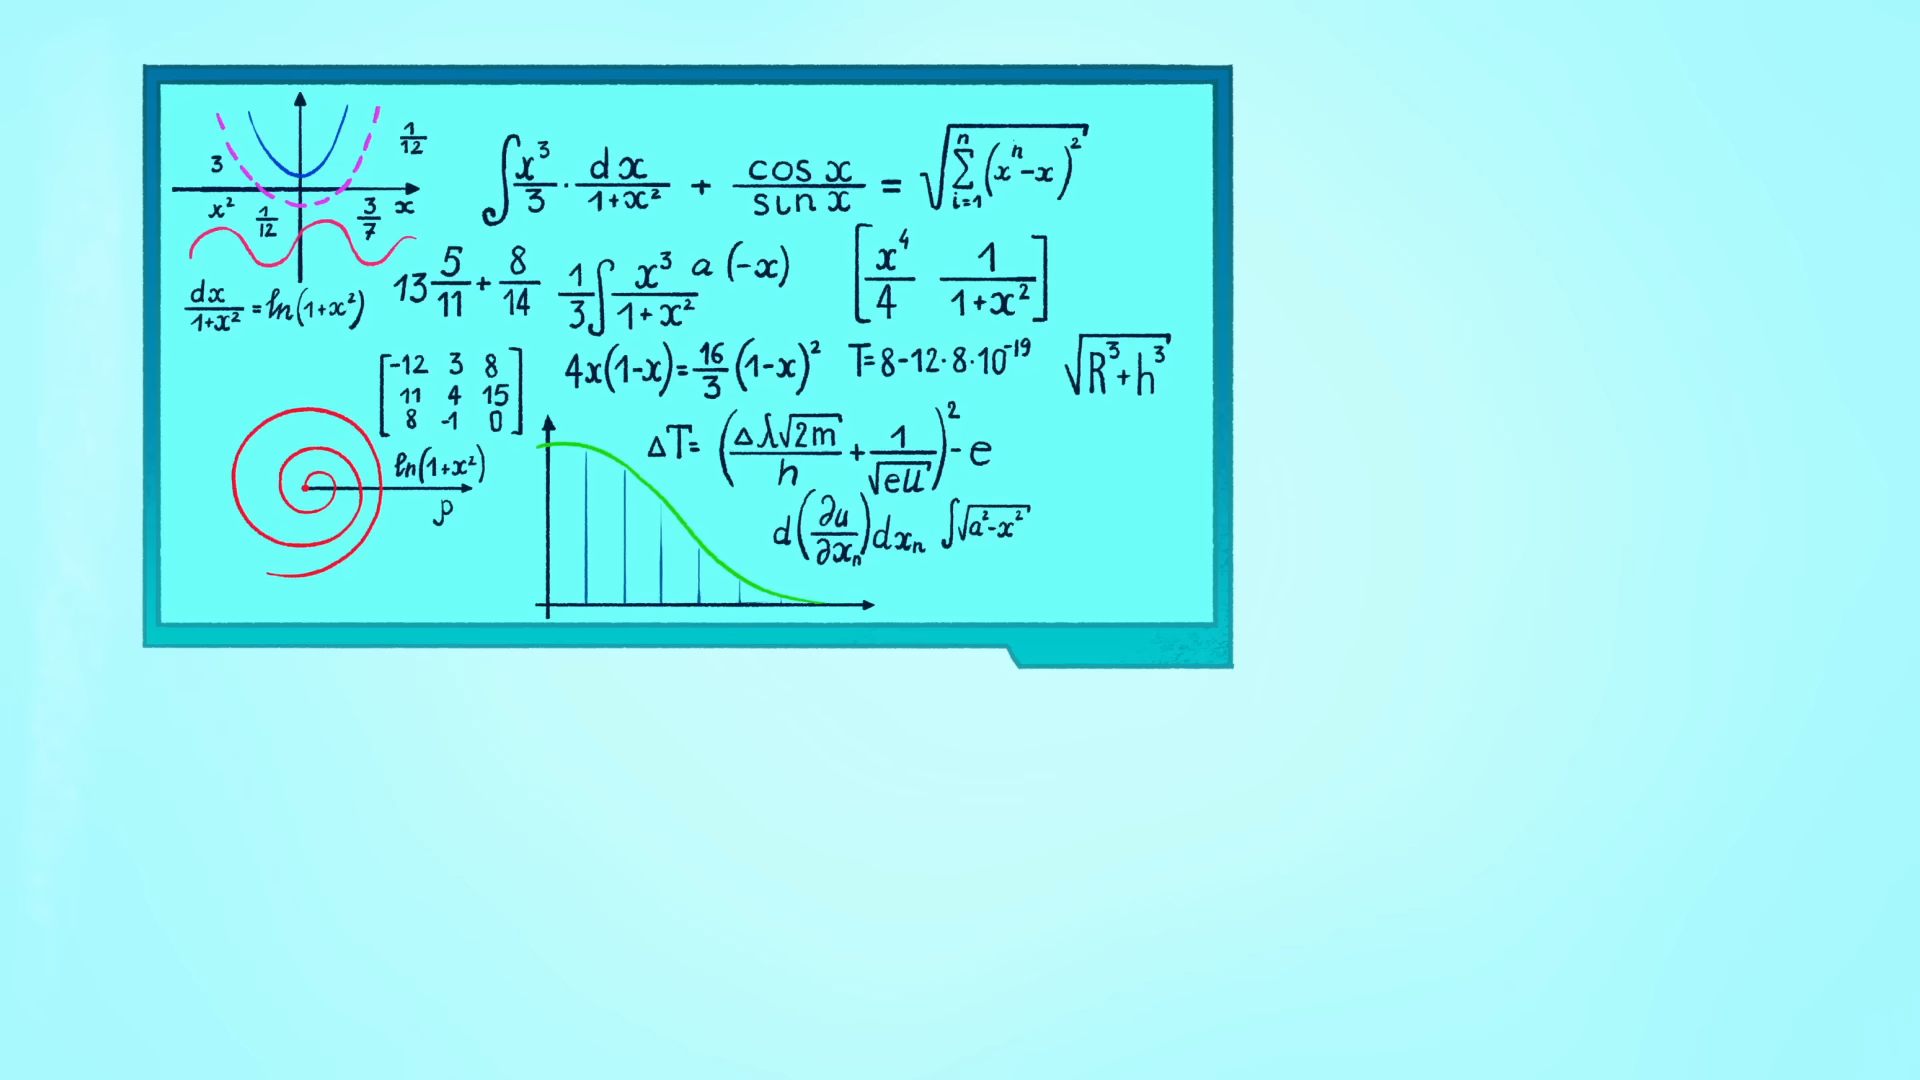 3
1/12
x² 1/12 3/7 x
∫ x³/3 · dx/1+x² + cos x/sin x = √(∑ i=1 n (xⁿ-x)²)
dx/1+x² = ln(1+x²)
13 5/11 + 8/14
1/3 ∫ x³/1+x² a (-x)
[x⁴/4 1/1+x²]
[-12 3 8
11 4 15
8 -1 0]
4x(1-x)=16/3(1-x)²
T=8-12·8·10⁻¹⁹
√R³+h³
ln(1+x²)
ρ
ΔT= (Δλ√2m/h + 1/√eU)² - e
d(∂u/∂xₙ)dxₙ ∫√a²-x²